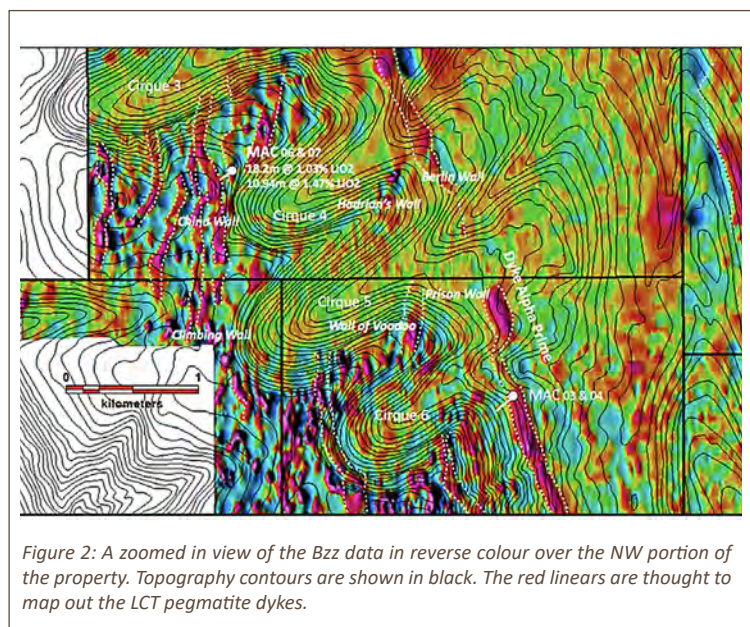 Cirque 3
MAC 06 & 07
18.2m @ 1.03% LiO2
10.94m @ 1.47% LiO2
Berlin Wall
China Wall
Hadrian's Wall
Cirque 4
Dyke Alpha Prime
Cirque 5
Prison Wall
Climbing Wall
Wall of Voodoo
0 1
kilometers
MAC 03 & 04
Cirque 6
Figure 2: A zoomed in view of the Bzz data in reverse colour over the NW portion of
the property. Topography contours are shown in black. The red linears are thought to
map out the LCT pegmatite dykes.